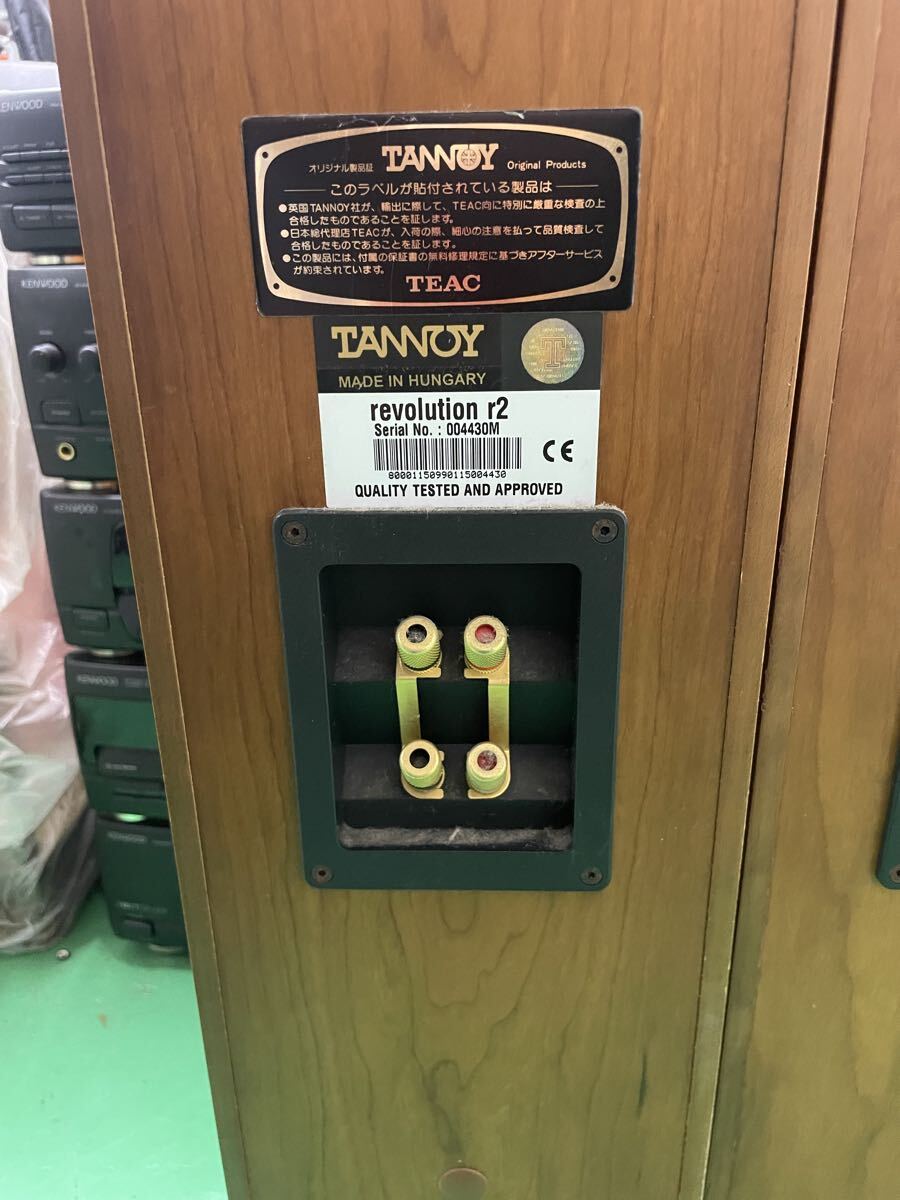 オリジナル製品証 TANNOY Original Products
このラベルが貼付されている製品は
●英国TANNOY社が、輸出に際して、TEAC向に特別に厳重な検査の上
合格したものであることを証します。
●日本総代理店TEACが、入荷の際、細心の注意を払って品質検査して
合格したものであることを証します。
●この製品には、付属の保証書の無料修理規定に基づきアフターサービス
が約束されています。
TEAC
TANNOY
MADE IN HUNGARY
revolution r2
Serial No. : 004430M
CE
80001150990115004430
QUALITY TESTED AND APPROVED
KENWOOD
KENWOOD
KENWOOD
KENWOOD
KENWOOD